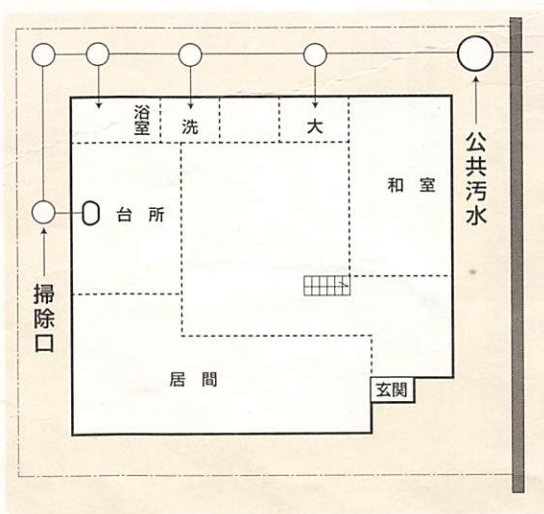 浴室
洗
大
公共汚水
和室
台所
掃除口
居間
玄関